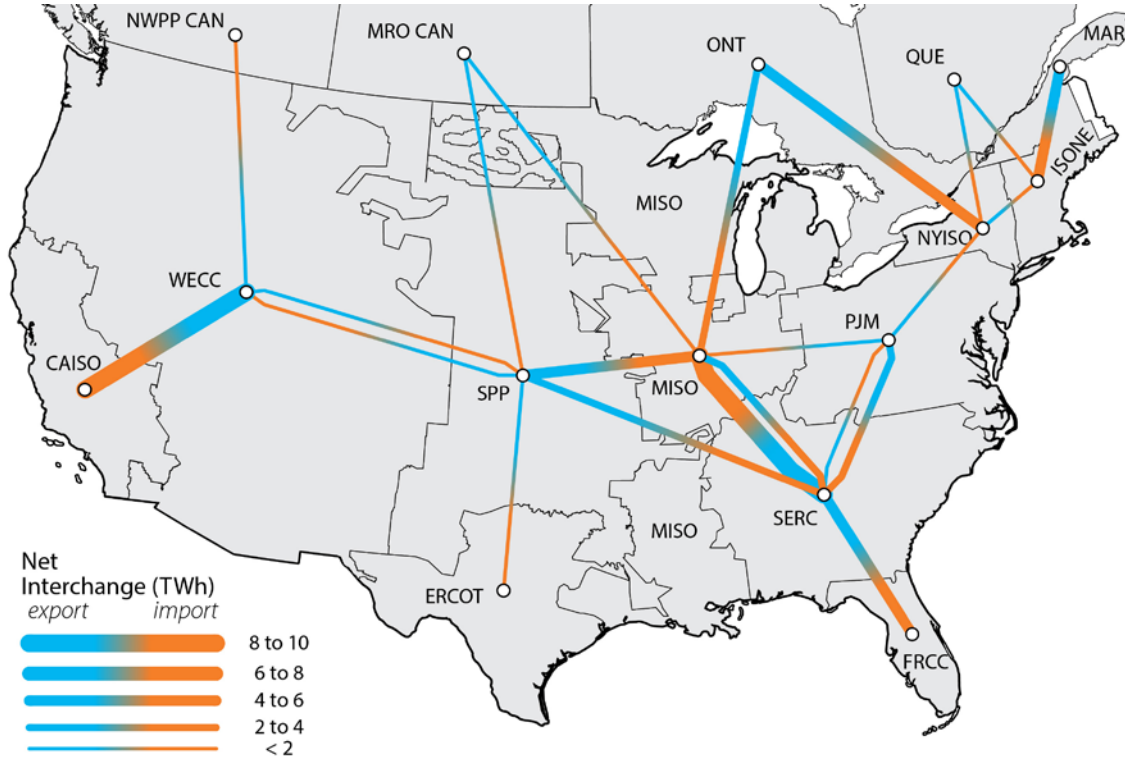 NWPP CAN
MRO CAN
ONT
QUE
MAR
ISONE
MISO
NYISO
WECC
PJM
CAISO
SPP
MISO
SERC
MISO
ERCOT
FRCC
Net
Interchange (TWh)
export import
8 to 10
6 to 8
4 to 6
2 to 4
< 2